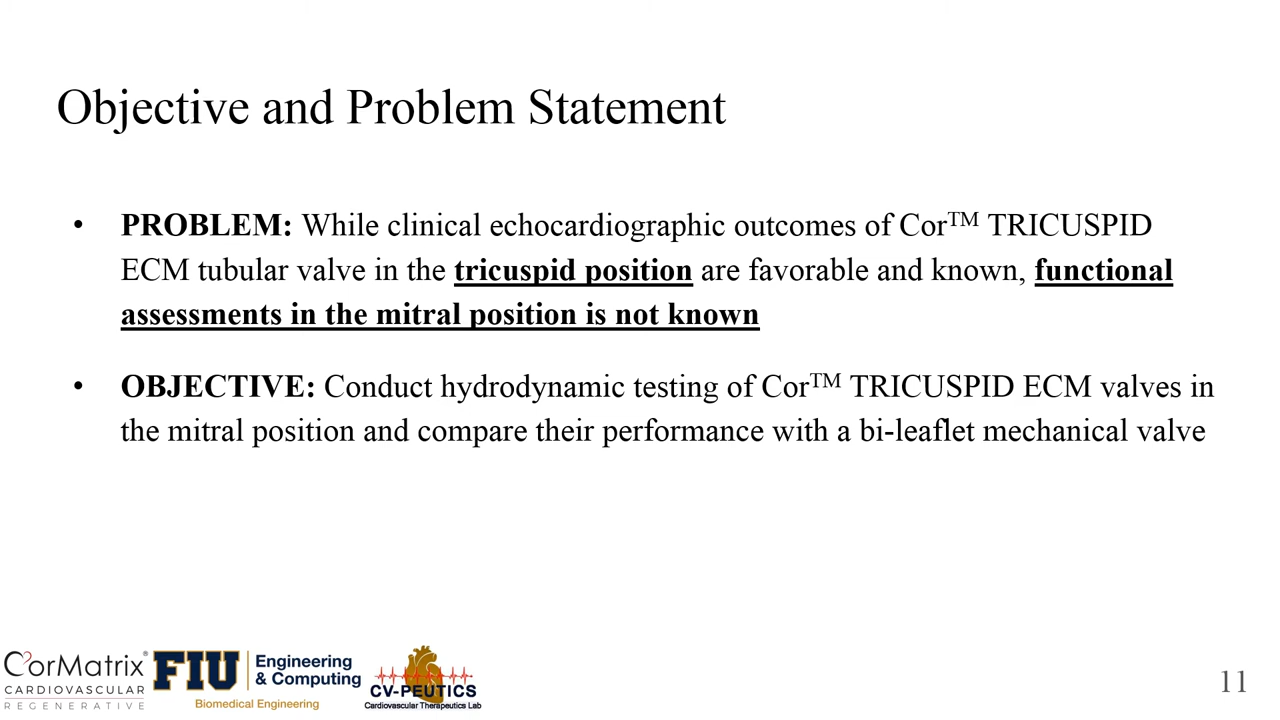 Objective and Problem Statement
• PROBLEM: While clinical echocardiographic outcomes of Cor™ TRICUSPID
ECM tubular valve in the tricuspid position are favorable and known, functional
assessments in the mitral position is not known
• OBJECTIVE: Conduct hydrodynamic testing of Cor™ TRICUSPID ECM valves in
the mitral position and compare their performance with a bi-leaflet mechanical valve
CorMatrix®
CARDIOVASCULAR
REGENERATIVE
FIU
Engineering
& Computing
Biomedical Engineering
CV-PEUTICS
Cardiovascular Therapeutics Lab
11